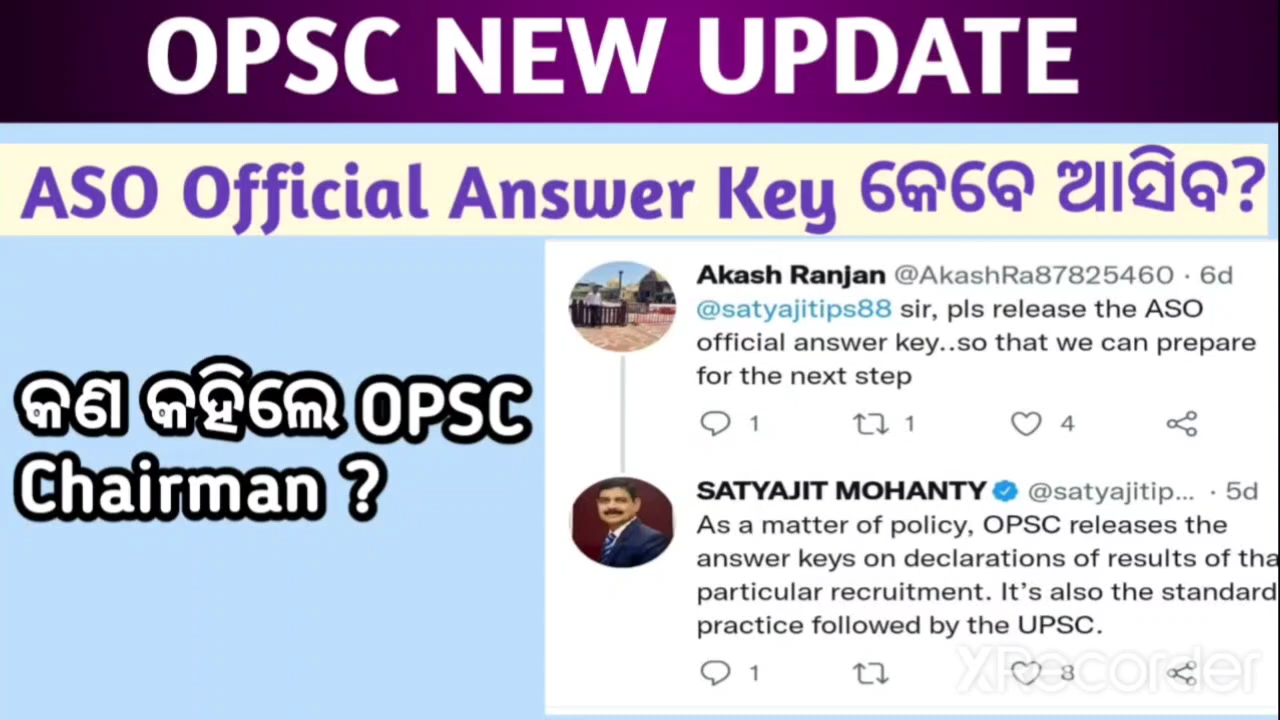 OPSC NEW UPDATE
ASO Official Answer Key କେବେ ଆସିବ?
କଣ କହିଲେ OPSC
Chairman ?
Akash Ranjan @AkashRa87825460 · 6d
@satyajitips88 sir, pls release the ASO
official answer key..so that we can prepare
for the next step
1 1 4
SATYAJIT MOHANTY @satyajitip... · 5d
As a matter of policy, OPSC releases the
answer keys on declarations of results of tha
particular recruitment. It's also the standard
practice followed by the UPSC.
1 8
XRecorder